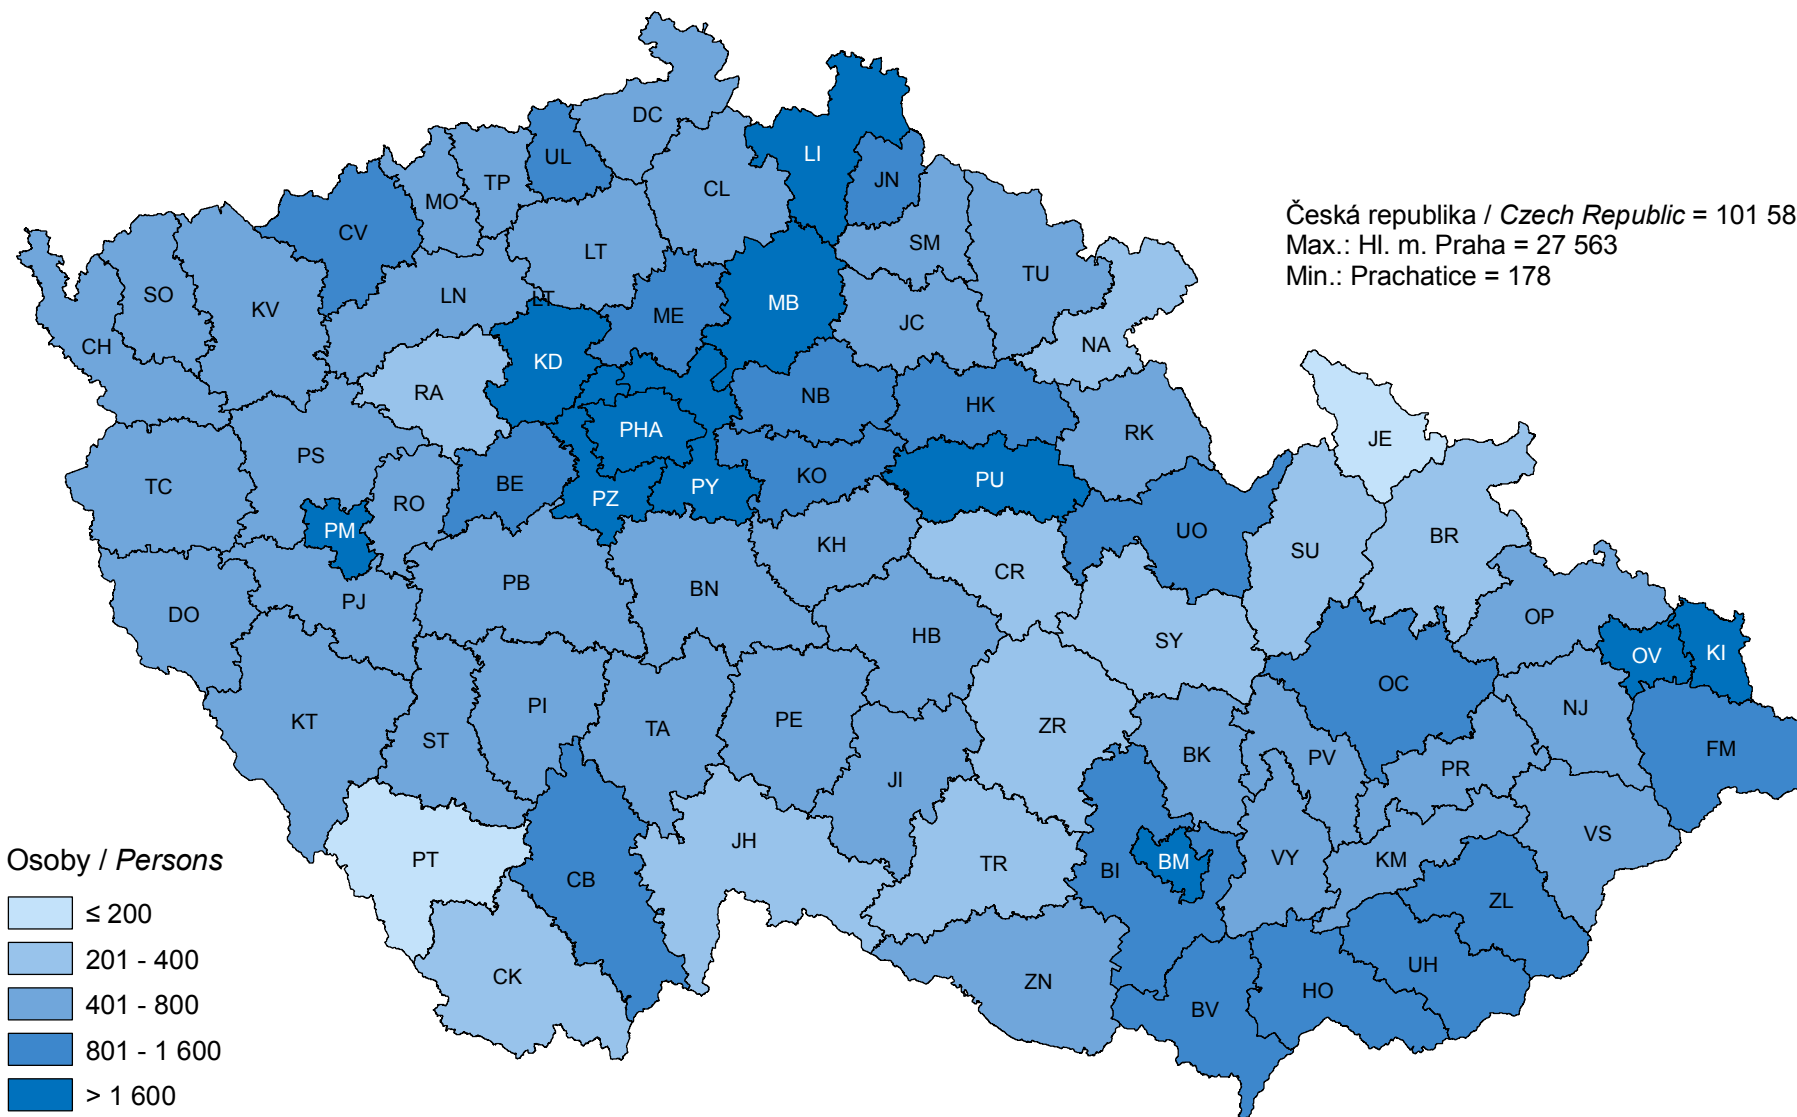 DC
LI
UL
JN
TP
CL
MO
CV
SM
LT
TU
Česká republika / Czech Republic = 101 58
Max.: Hl. m. Praha = 27 563
Min.: Prachatice = 178
SO
KV
LN
LT
ME
MB
JC
CH
NA
KD
RA
NB
HK
PHA
RK
JE
PS
TC
BE
KO
PU
RO
PZ
PY
PM
UO
BR
SU
KH
CR
PB
BN
PJ
DO
HB
SY
OP
OV
KI
OC
KT
ST
PI
TA
PE
ZR
NJ
FM
JI
BK
PV
PR
VS
PT
JH
CB
TR
BI
BM
VY
KM
ZL
CK
ZN
BV
HO
UH
Osoby / Persons
≤ 200
201 - 400
401 - 800
801 - 1 600
> 1 600